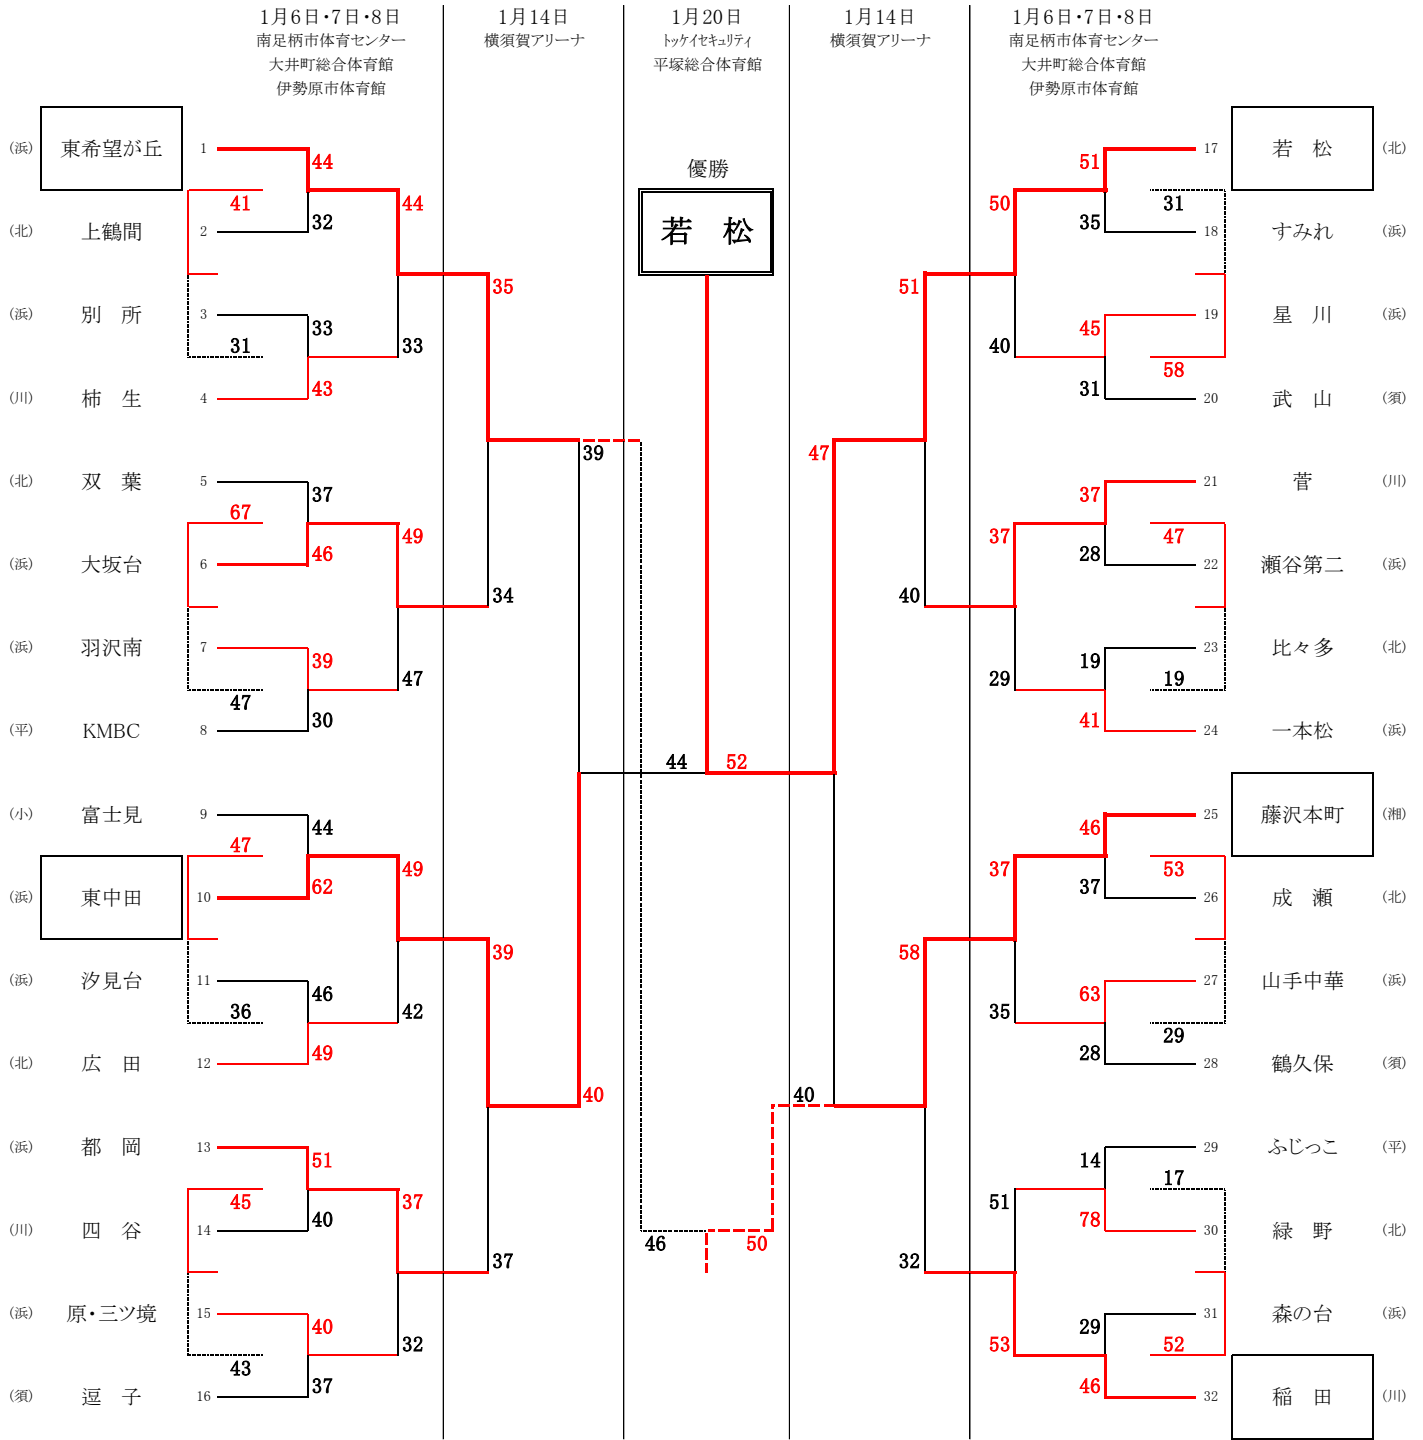 1月6日・7日・8日
南足柄市体育センター
大井町総合体育館
伊勢原市体育館
1月14日
横須賀アリーナ
1月20日
トッケイセキュリティ
平塚総合体育館
1月14日
横須賀アリーナ
1月6日・7日・8日
南足柄市体育センター
大井町総合体育館
伊勢原市体育館
優勝
若 松
(浜) 東希望が丘 1
44
41
32
44
(北) 上鶴間 2
35
(浜) 別 所 3
33
31
43
33
(川) 柿 生 4
39
(北) 双 葉 5
37
67
46
49
(浜) 大坂台 6
34
(浜) 羽沢南 7
39
47
30
47
(平) KMBC 8
44
52
(小) 富士見 9
44
47
62
49
(浜) 東中田 10
39
(浜) 汐見台 11
46
36
49
42
(北) 広 田 12
40
(浜) 都 岡 13
51
45
40
37
(川) 四 谷 14
37
(浜) 原・三ツ境 15
40
43
37
32
(須) 逗 子 16
46
50
51
17 若 松 (北)
50
35
31
18 すみれ (浜)
51
45
19 星 川 (浜)
40
31
58
20 武 山 (須)
47
37
21 菅 (川)
37
28
47
22 瀬谷第二 (浜)
40
19
23 比々多 (北)
29
41
19
24 一本松 (浜)
46
25 藤沢本町 (湘)
37
37
53
26 成 瀬 (北)
58
63
27 山手中華 (浜)
35
28
29
28 鶴久保 (須)
40
14
29 ふじっこ (平)
51
78
17
30 緑 野 (北)
32
29
31 森の台 (浜)
53
46
52
32 稲 田 (川)